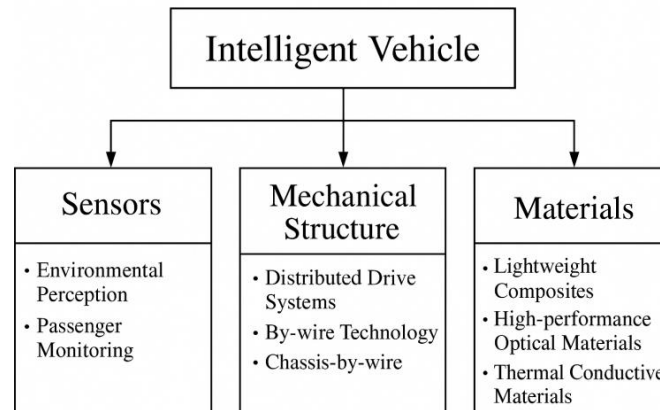 Intelligent Vehicle
Sensors
• Environmental
Perception
• Passenger
Monitoring
Mechanical
Structure
• Distributed Drive
Systems
• By-wire Technology
• Chassis-by-wire
Materials
• Lightweight
Composites
• High-performance
Optical Materials
• Thermal Conductive
Materials